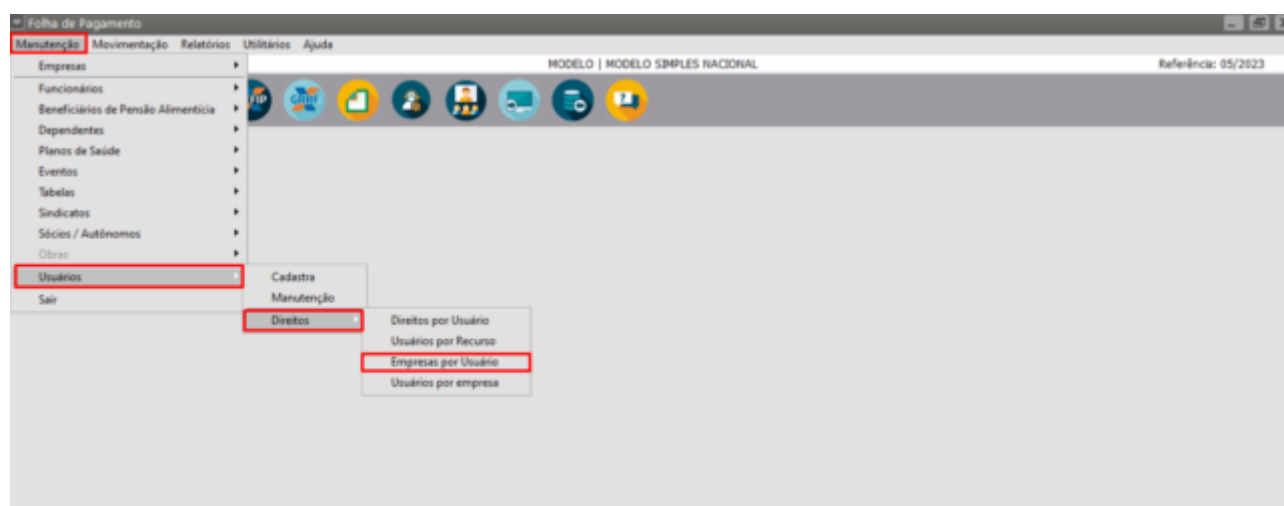 Folha de Pagamento
Manutenção Movimentação Relatórios Utilitários Ajuda
MODELO | MODELO SIMPLES NACIONAL Referência: 05/2023
Empresas
Funcionários
Beneficiários de Pensão Alimentícia
Dependentes
Planos de Saúde
Eventos
Tabelas
Sindicatos
Sócios / Autônomos
Obras
Usuários
Sair
Cadastra
Manutenção
Direitos
Direitos por Usuário
Usuários por Recurso
Empresas por Usuário
Usuários por empresa
GRRF